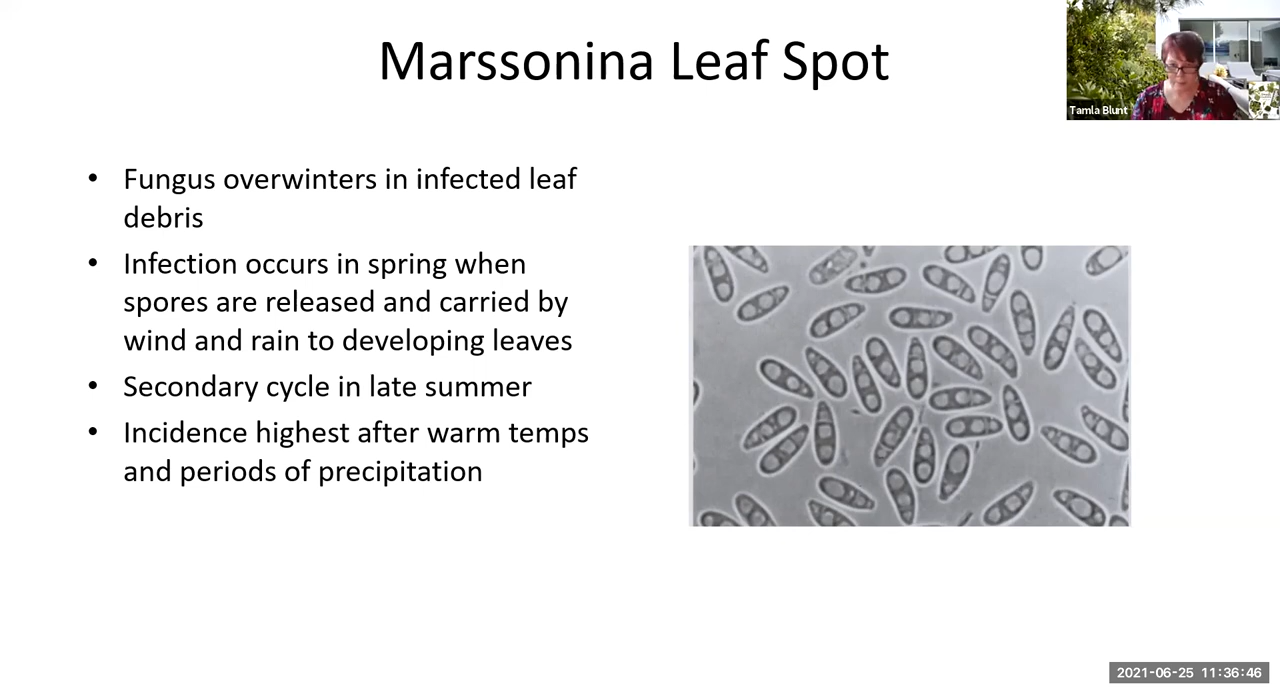 Marssonina Leaf Spot
Tamla Blunt
• Fungus overwinters in infected leaf
debris
• Infection occurs in spring when
spores are released and carried by
wind and rain to developing leaves
• Secondary cycle in late summer
• Incidence highest after warm temps
and periods of precipitation
2021-06-25 11:36:46